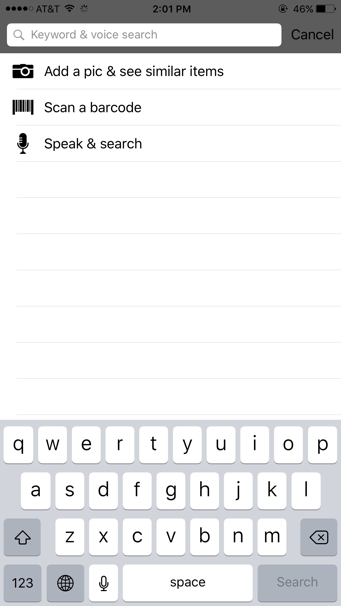 AT&T 2:01 PM 46%
Keyword & voice search Cancel
Add a pic & see similar items
Scan a barcode
Speak & search
q w e r t y u i o p
a s d f g h j k l
z x c v b n m
123 space Search